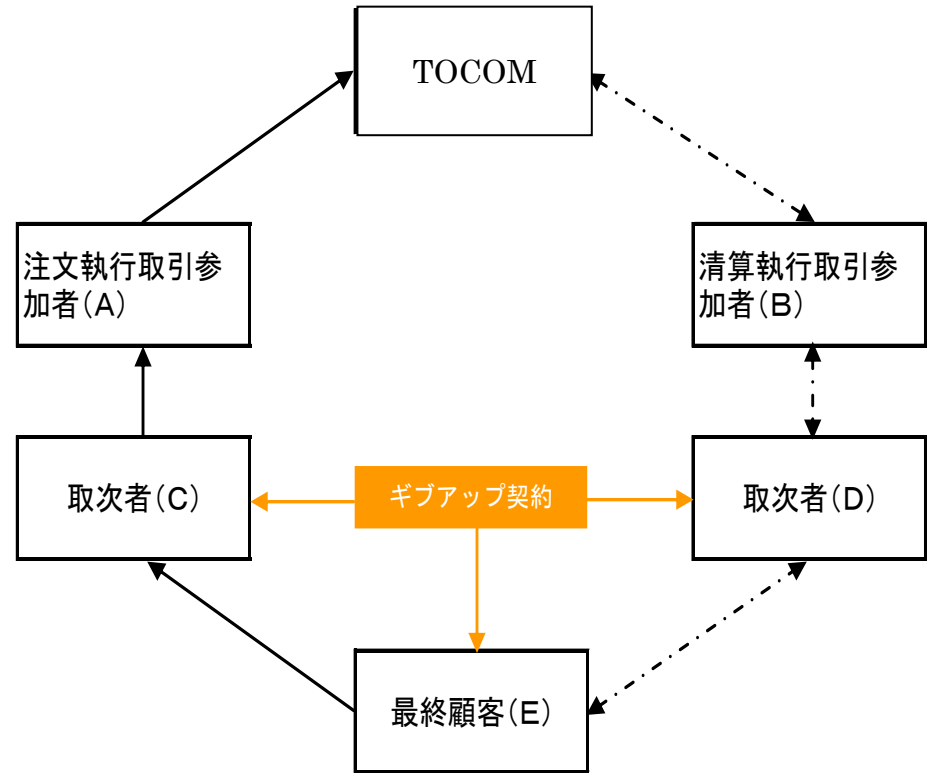 TOCOM
注文執行取引参
加者(A)
清算執行取引参
加者(B)
取次者(C)
ギブアップ契約
取次者(D)
最終顧客(E)